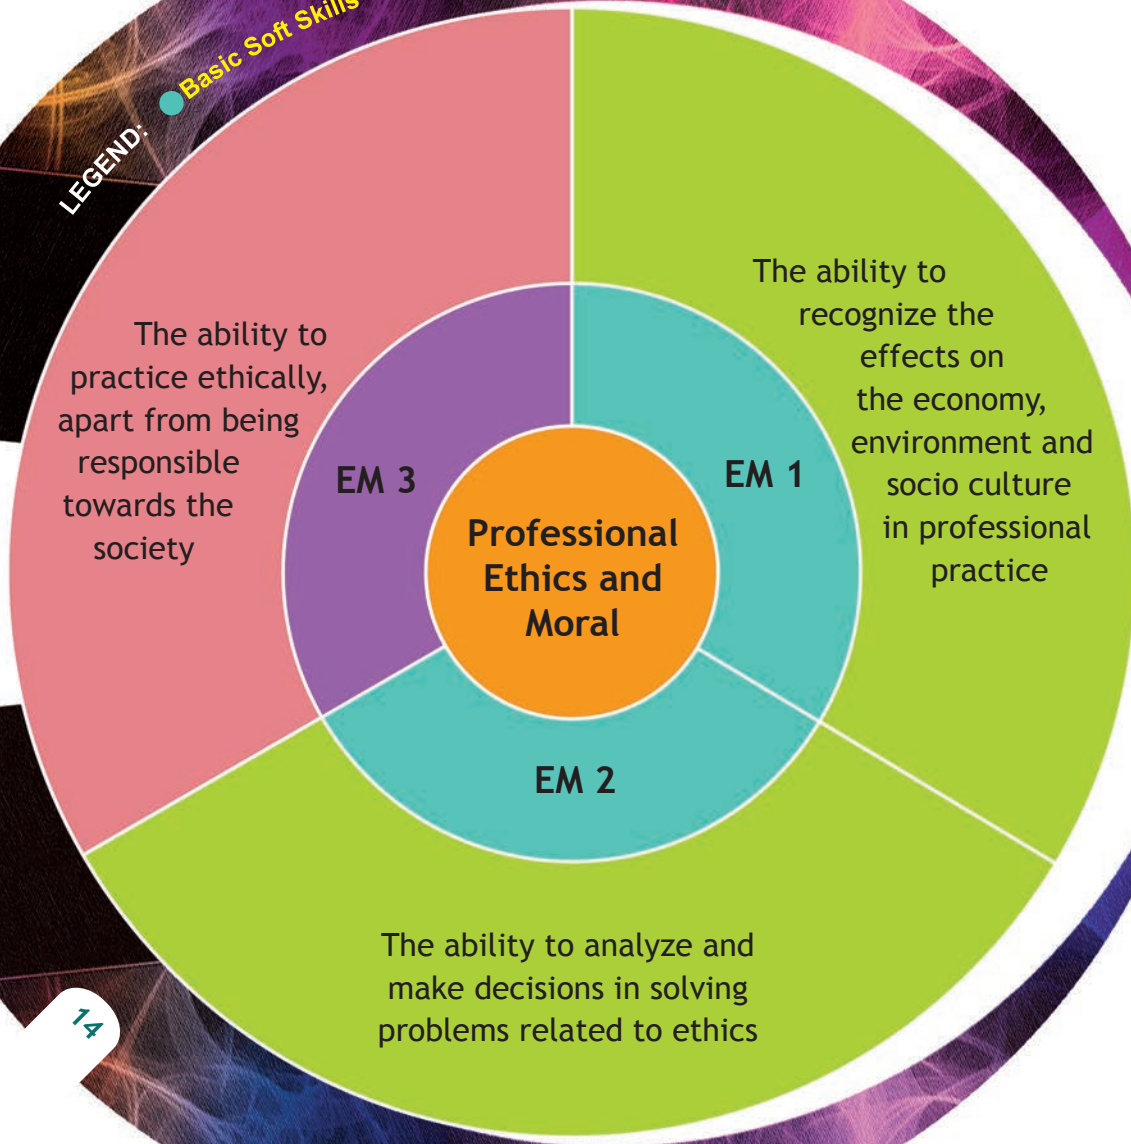 LEGEND:
Basic Soft Skills
The ability to
practice ethically,
apart from being
responsible
towards the
society
EM 3
Professional
Ethics and
Moral
EM 1
The ability to
recognize the
effects on
the economy,
environment and
socio culture
in professional
practice
EM 2
The ability to analyze and
make decisions in solving
problems related to ethics
14